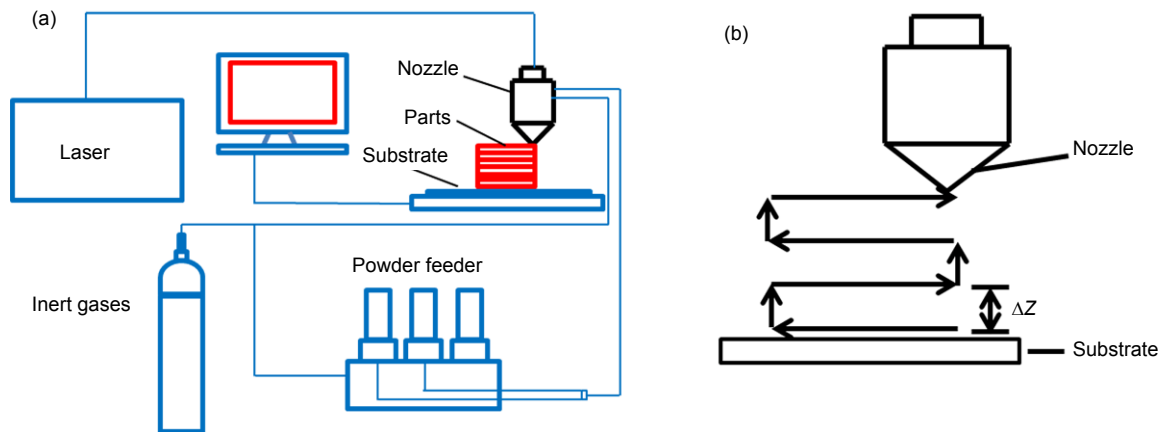 (a)
Laser
Nozzle
Parts
Substrate
Inert gases
Powder feeder
(b)
Nozzle
ΔZ
Substrate